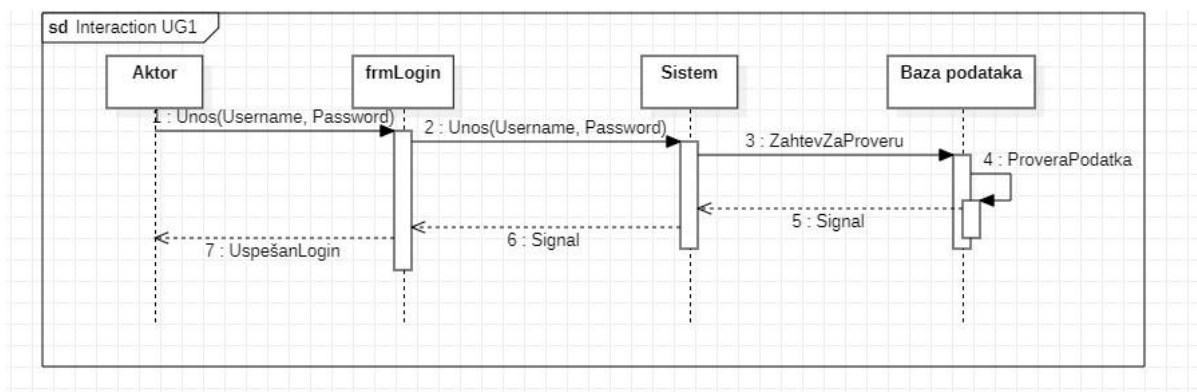 sd Interaction UG1
Aktor
frmLogin
Sistem
Baza podataka
1 : Unos(Username, Password)
2 : Unos(Username, Password)
3 : ZahtevZaProveru
4 : ProveraPodatka
5 : Signal
6 : Signal
7 : UspešanLogin